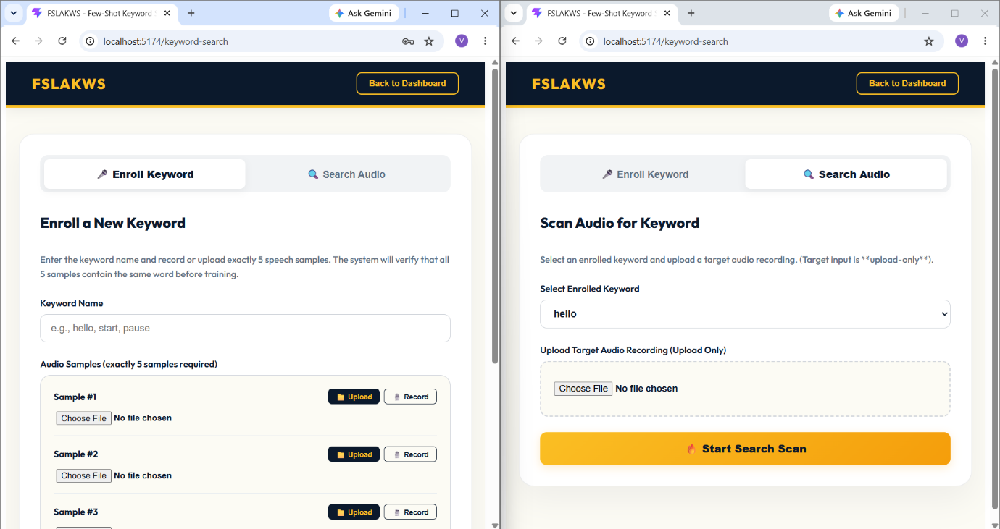 FSLAKWS - Few-Shot Keyword
Ask Gemini
localhost:5174/keyword-search
V
FSLAKWS
Back to Dashboard
Enroll Keyword
Search Audio
Enroll a New Keyword
Enter the keyword name and record or upload exactly 5 speech samples. The system will verify that all
5 samples contain the same word before training.
Keyword Name
e.g., hello, start, pause
Audio Samples (exactly 5 samples required)
Sample #1
Upload
Record
Choose File No file chosen
Sample #2
Upload
Record
Choose File No file chosen
Sample #3
Upload
Record
FSLAKWS - Few-Shot Keyword
Ask Gemini
localhost:5174/keyword-search
V
FSLAKWS
Back to Dashboard
Enroll Keyword
Search Audio
Scan Audio for Keyword
Select an enrolled keyword and upload a target audio recording. (Target input is **upload-only**).
Select Enrolled Keyword
hello
Upload Target Audio Recording (Upload Only)
Choose File No file chosen
Start Search Scan